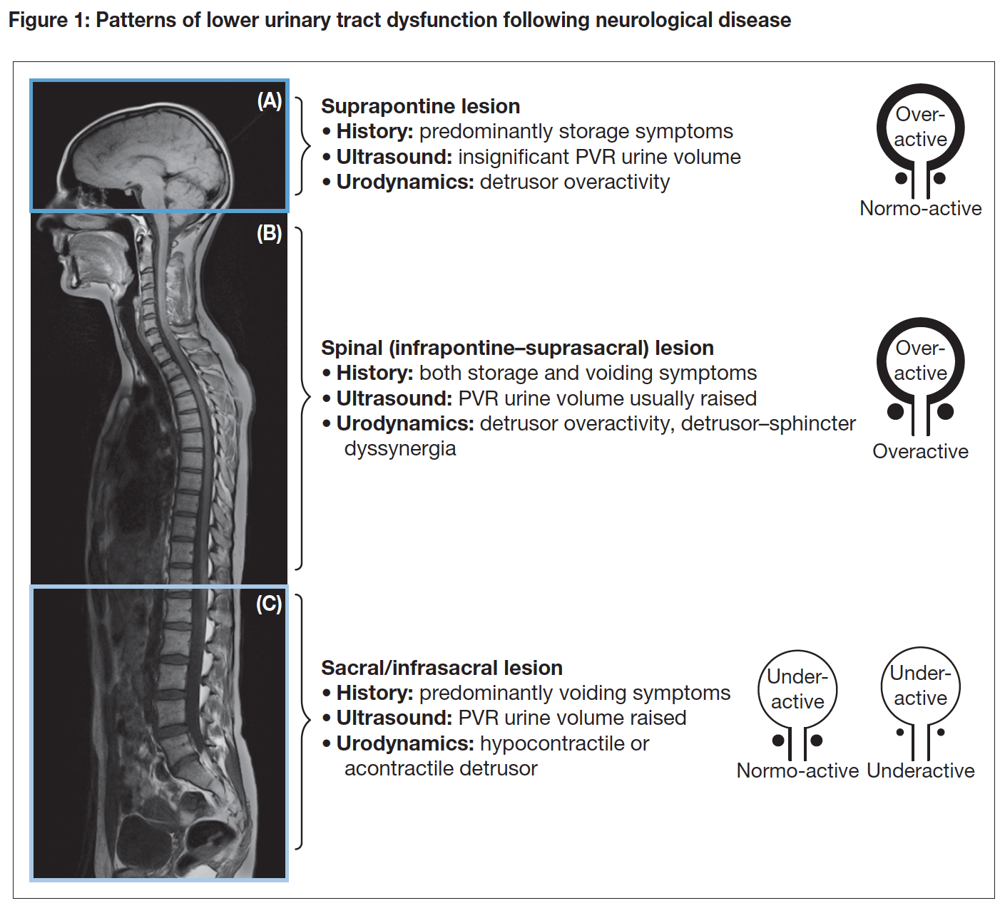 Figure 1: Patterns of lower urinary tract dysfunction following neurological disease
(A)
Suprapontine lesion
• History: predominantly storage symptoms
• Ultrasound: insignificant PVR urine volume
• Urodynamics: detrusor overactivity
Over-
active
Normo-active
(B)
Spinal (infrapontine–suprasacral) lesion
• History: both storage and voiding symptoms
• Ultrasound: PVR urine volume usually raised
• Urodynamics: detrusor overactivity, detrusor–sphincter
dyssynergia
Over-
active
Overactive
(C)
Sacral/infrasacral lesion
• History: predominantly voiding symptoms
• Ultrasound: PVR urine volume raised
• Urodynamics: hypocontractile or
acontractile detrusor
Under-
active
Normo-active
Under-
active
Underactive